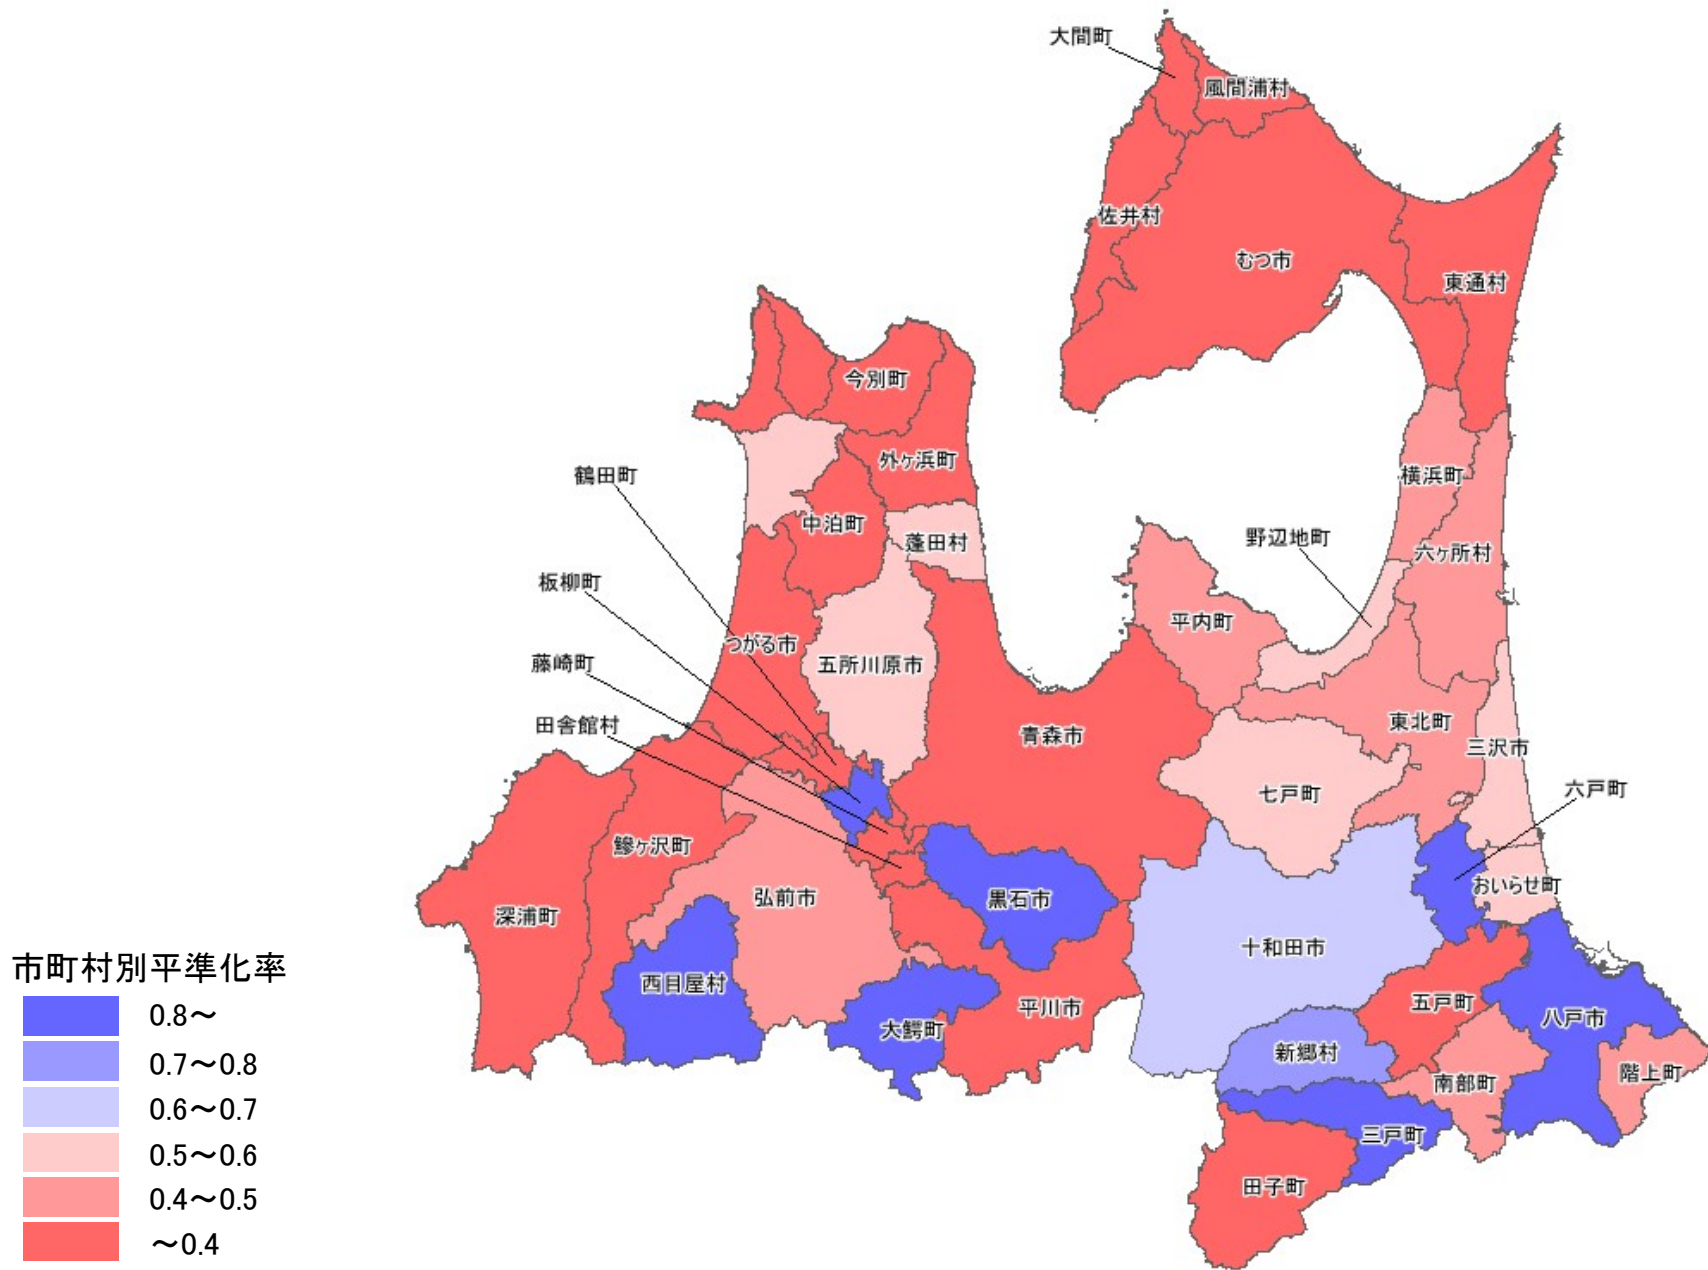 大間町
風間浦村
佐井村
むつ市
東通村
今別町
外ヶ浜町
鶴田町
横浜町
中泊町
野辺地町
蓬田村
六ヶ所村
板柳町
平内町
つがる市
藤崎町
五所川原市
田舎館村
東北町
青森市
三沢市
七戸町
六戸町
鰺ヶ沢町
おいらせ町
弘前市
黒石市
深浦町
十和田市
市町村別平準化率
西目屋村
五戸町
平川市
八戸市
大鰐町
新郷村
階上町
南部町
三戸町
田子町
0.8～
0.7～0.8
0.6～0.7
0.5～0.6
0.4～0.5
～0.4